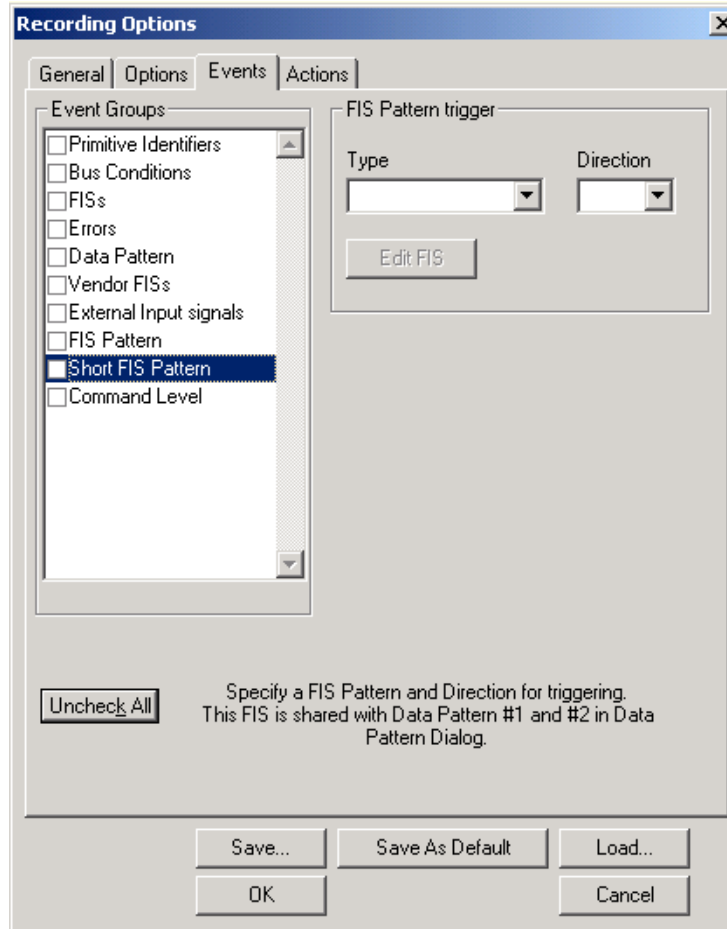 Recording Options
General
Options
Events
Actions
Event Groups
Primitive Identifiers
Bus Conditions
FISs
Errors
Data Pattern
Vendor FISs
External Input signals
FIS Pattern
Short FIS Pattern
Command Level
FIS Pattern trigger
Type
Direction
Edit FIS
Uncheck All
Specify a FIS Pattern and Direction for triggering.
This FIS is shared with Data Pattern #1 and #2 in Data
Pattern Dialog.
Save...
Save As Default
Load...
OK
Cancel